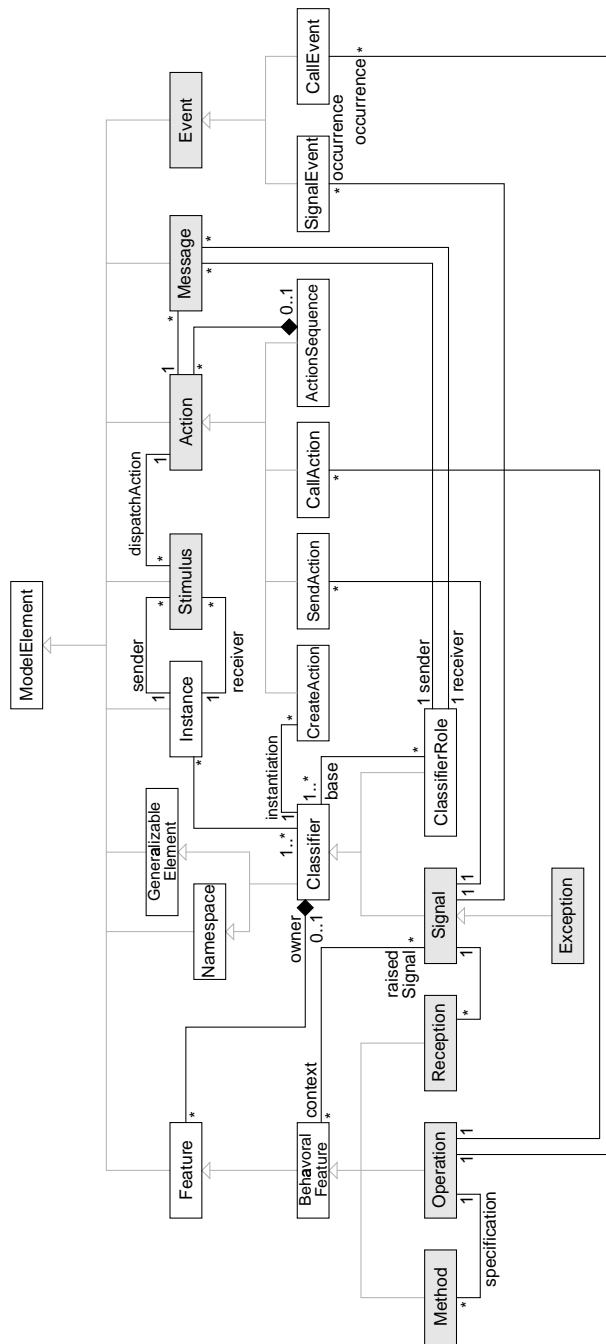 ModelElement
Feature
*
Namespace
Generalizable
Element
Instance
*
1
1
sender
receiver
Stimulus
*
*
*
dispatchAction
Action
1
1
*
Message
*
*
*
Event
Behavoral
Feature
context
*
owner
0..1
Classifier
1..*
1
instantiation
1..*
base
CreateAction
*
SendAction
*
CallAction
*
ActionSequence
0..1
SignalEvent
* occurrence
CallEvent
occurrence *
Method
*
specification
Operation
1
1
1
Reception
*
raised
Signal
*
Signal
1
1
1
ClassifierRole
*
1 sender
1 receiver
Exception